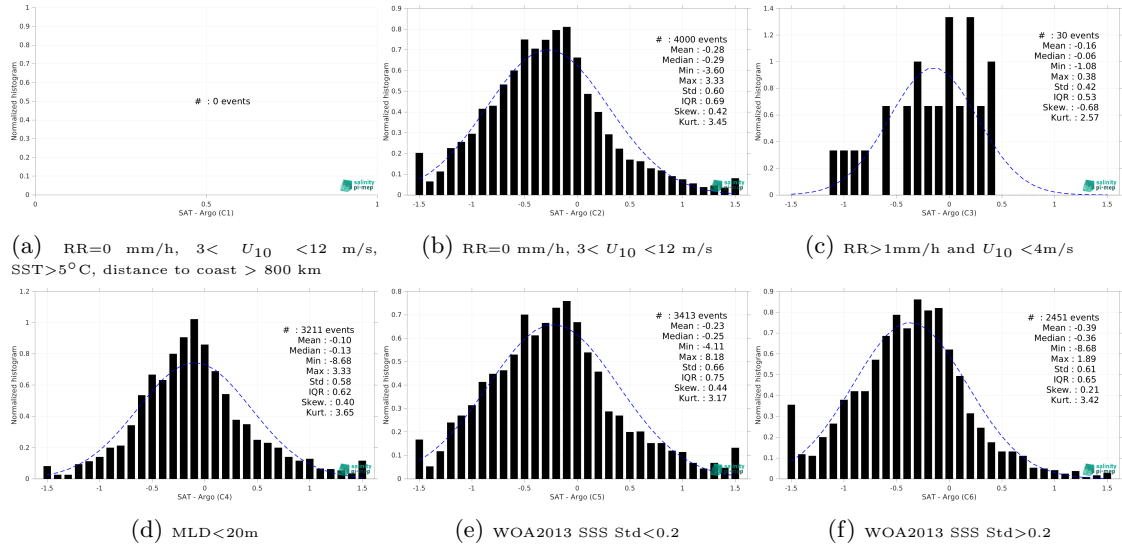 Normalized histogram
1
0.9
0.8
0.7
0.6
0.5
0.4
0.3
0.2
0.1
0
# : 0 events
salinity
pi-mep
0 0.5 1
SAT - Argo (C1)
(a) RR=0 mm/h, 3< U10 <12 m/s,
SST>5°C, distance to coast > 800 km
Normalized histogram
0.9
0.8
0.7
0.6
0.5
0.4
0.3
0.2
0.1
0
# : 4000 events
Mean : -0.28
Median : -0.29
Min : -3.60
Max : 3.33
Std : 0.60
IQR : 0.69
Skew. : 0.42
Kurt. : 3.45
salinity
pi-mep
-1.5 -1 -0.5 0 0.5 1 1.5
SAT - Argo (C2)
(b) RR=0 mm/h, 3< U10 <12 m/s
Normalized histogram
1.4
1.2
1
0.8
0.6
0.4
0.2
0
# : 30 events
Mean : -0.16
Median : -0.06
Min : -1.08
Max : 0.38
Std : 0.42
IQR : 0.53
Skew. : -0.68
Kurt. : 2.57
salinity
pi-mep
-1.5 -1 -0.5 0 0.5 1 1.5
SAT - Argo (C3)
(c) RR>1mm/h and U10 <4m/s
Normalized histogram
1.2
1
0.8
0.6
0.4
0.2
0
# : 3211 events
Mean : -0.10
Median : -0.13
Min : -8.68
Max : 3.33
Std : 0.58
IQR : 0.62
Skew. : 0.40
Kurt. : 3.65
salinity
pi-mep
-1.5 -1 -0.5 0 0.5 1 1.5
SAT - Argo (C4)
(d) MLD<20m
Normalized histogram
0.8
0.7
0.6
0.5
0.4
0.3
0.2
0.1
0
# : 3413 events
Mean : -0.23
Median : -0.25
Min : -4.11
Max : 8.18
Std : 0.66
IQR : 0.75
Skew. : 0.44
Kurt. : 3.17
salinity
pi-mep
-1.5 -1 -0.5 0 0.5 1 1.5
SAT - Argo (C5)
(e) WOA2013 SSS Std<0.2
Normalized histogram
0.9
0.8
0.7
0.6
0.5
0.4
0.3
0.2
0.1
0
# : 2451 events
Mean : -0.39
Median : -0.36
Min : -8.68
Max : 1.89
Std : 0.61
IQR : 0.65
Skew. : 0.21
Kurt. : 3.42
salinity
pi-mep
-1.5 -1 -0.5 0 0.5 1 1.5
SAT - Argo (C6)
(f) WOA2013 SSS Std>0.2